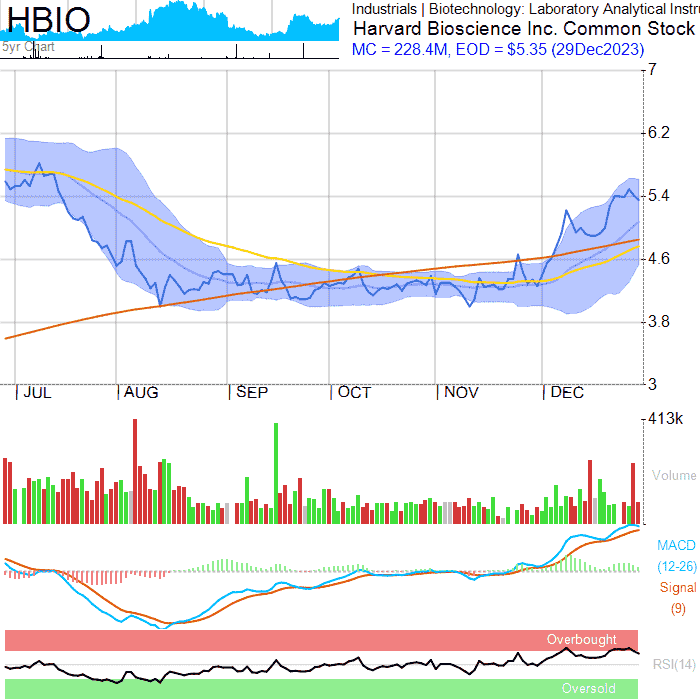 HBIO
5yr Chart
Industrials | Biotechnology: Laboratory Analytical Instru
Harvard Bioscience Inc. Common Stock
MC = 228.4M, EOD = $5.35 (29Dec2023)
7
6.2
5.4
4.6
3.8
3
JUL AUG SEP OCT NOV DEC
413k
Volume
MACD
(12-26)
Signal
(9)
Overbought
RSI(14)
Oversold